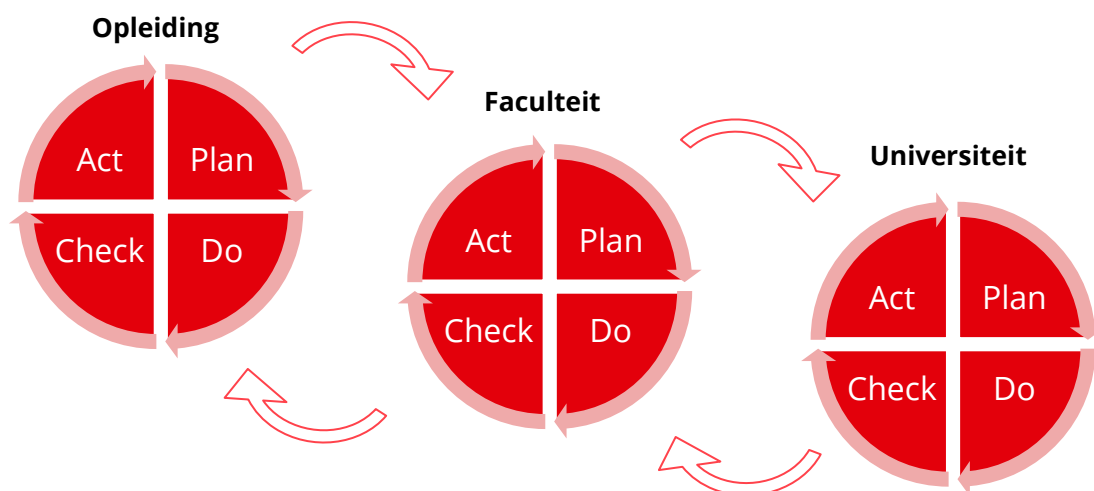 Opleiding
Act Plan
Check Do
Faculteit
Act Plan
Check Do
Universiteit
Act Plan
Check Do